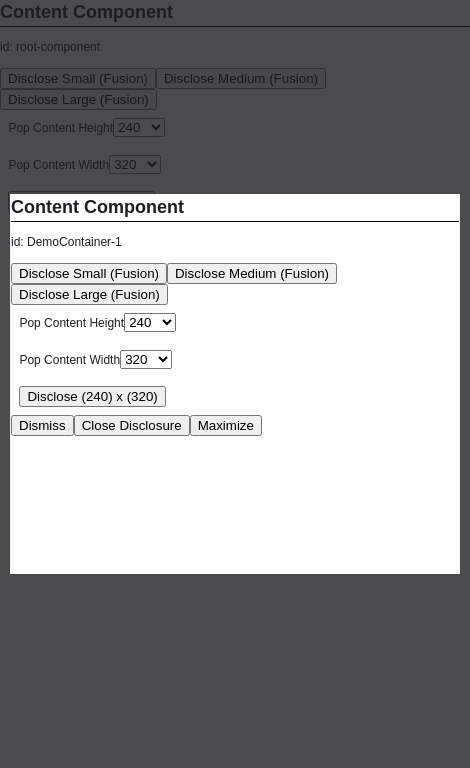 Content Component
id: root-component
Disclose Small (Fusion) Disclose Medium (Fusion)
Disclose Large (Fusion)
Pop Content Height 240
Pop Content Width 320
Content Component
id: DemoContainer-1
Disclose Small (Fusion) Disclose Medium (Fusion)
Disclose Large (Fusion)
Pop Content Height 240
Pop Content Width 320
Disclose (240) x (320)
Dismiss Close Disclosure Maximize